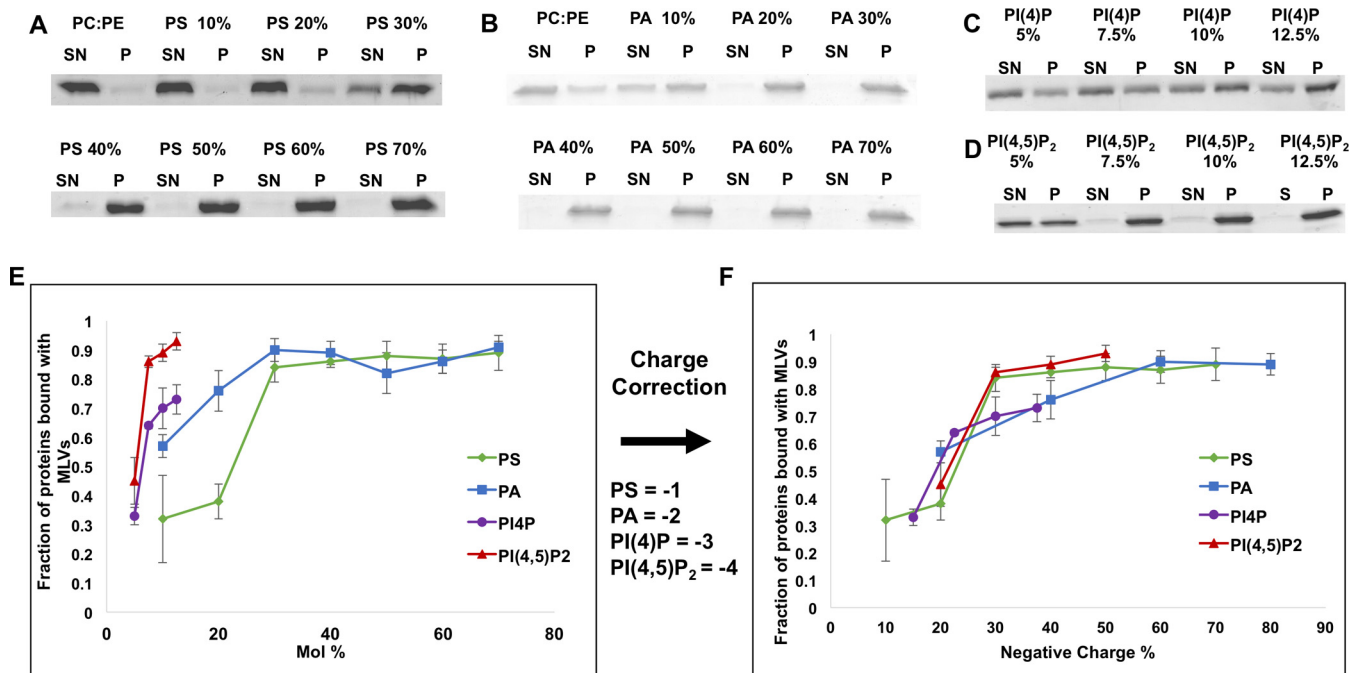 A
PC:PE PS 10% PS 20% PS 30%
SN P SN P SN P SN P
PS 40% PS 50% PS 60% PS 70%
SN P SN P SN P SN P
B
PC:PE PA 10% PA 20% PA 30%
SN P SN P SN P SN P
PA 40% PA 50% PA 60% PA 70%
SN P SN P SN P SN P
C
PI(4)P PI(4)P PI(4)P PI(4)P
5% 7.5% 10% 12.5%
SN P SN P SN P SN P
D
PI(4,5)P₂ PI(4,5)P₂ PI(4,5)P₂ PI(4,5)P₂
5% 7.5% 10% 12.5%
SN P SN P SN P S P
E
Fraction of proteins bound with
MLVs
1
0.9
0.8
0.7
0.6
0.5
0.4
0.3
0.2
0.1
0
0 20 40 60 80
Mol %
PS
PA
PI4P
PI(4,5)P2
Charge
Correction
PS = -1
PA = -2
PI(4)P = -3
PI(4,5)P₂ = -4
F
Fraction of proteins bound with MLVs
1
0.9
0.8
0.7
0.6
0.5
0.4
0.3
0.2
0.1
0
0 10 20 30 40 50 60 70 80 90
Negative Charge %
PS
PA
PI4P
PI(4,5)P2